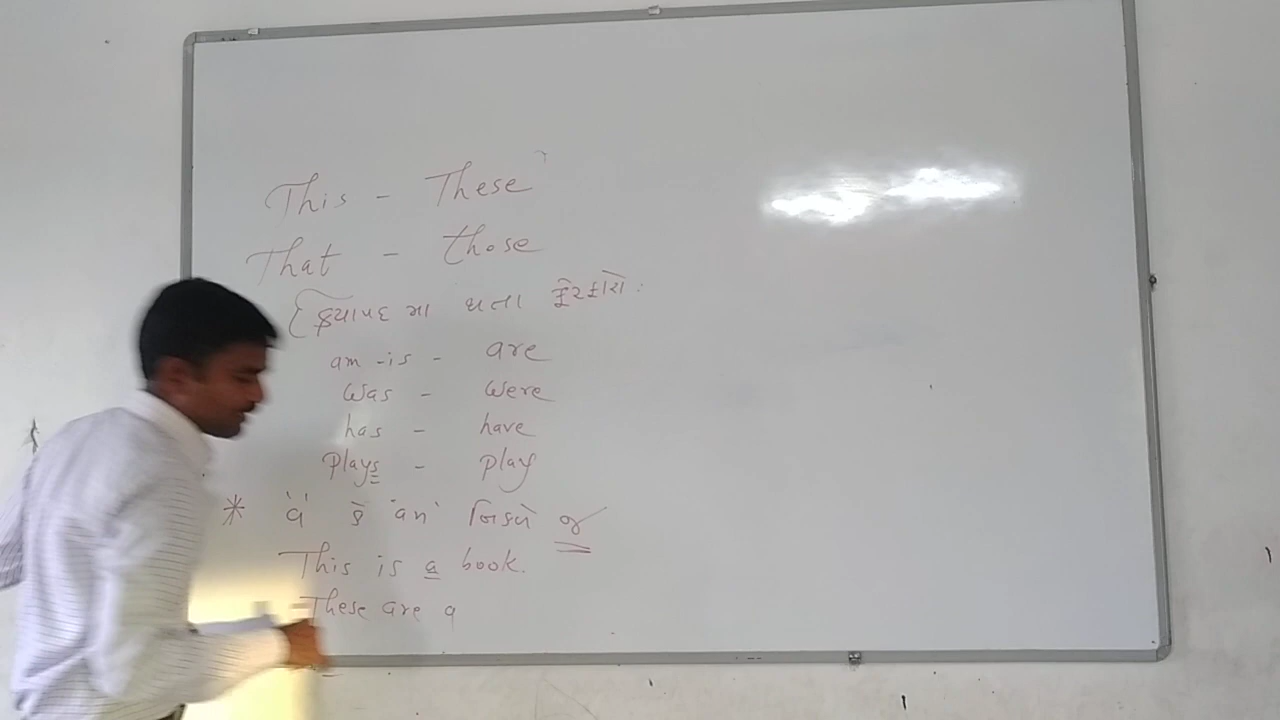 This - These
That - those
ક્રિયાપદ મા થતા ફેરફારો:
am -is - are
was - were
has - have
plays - play
* "a" કે "an" નિકળે જ
This is a book.
These are a